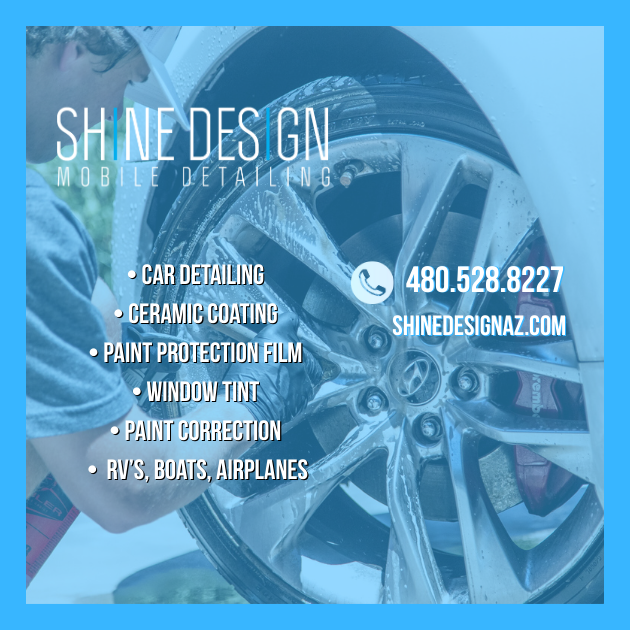 SHINE DESIGN
MOBILE DETAILING
• CAR DETAILING
• CERAMIC COATING
• PAINT PROTECTION FILM
• WINDOW TINT
• PAINT CORRECTION
• RV'S, BOATS, AIRPLANES
480.528.8227
SHINEDESIGNAZ.COM
brembo